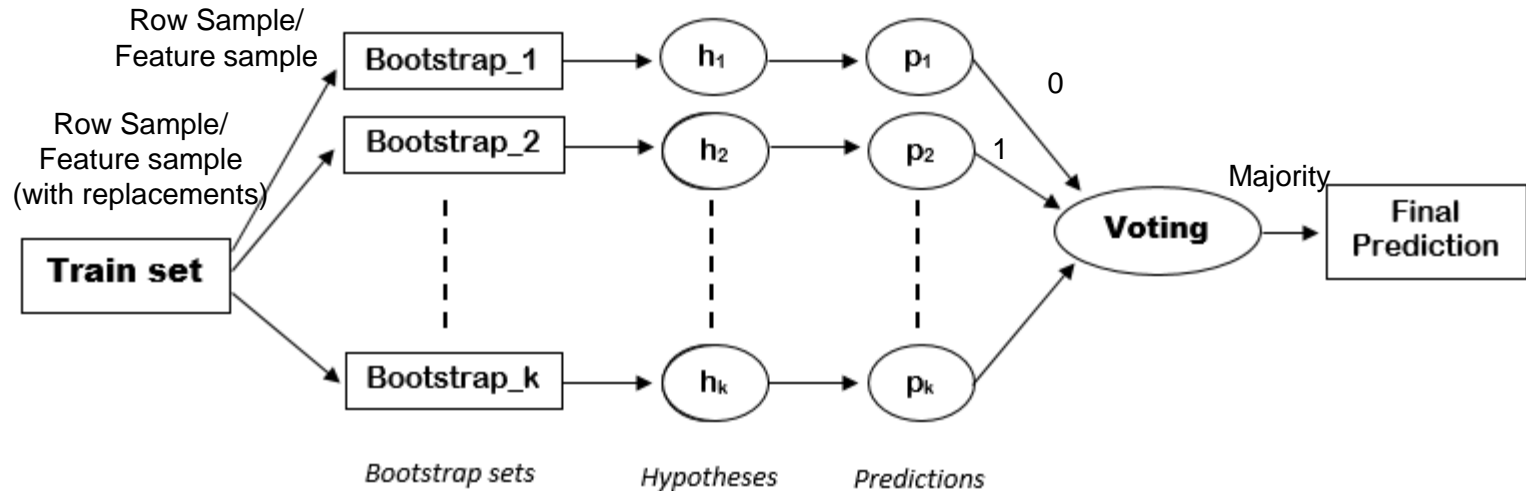 Row Sample/
Feature sample
Bootstrap_1
h₁
p₁
0
Row Sample/
Feature sample
(with replacements)
Bootstrap_2
h₂
p₂
1
Majority
Train set
Voting
Final
Prediction
Bootstrap_k
hₖ
pₖ
Bootstrap sets
Hypotheses
Predictions